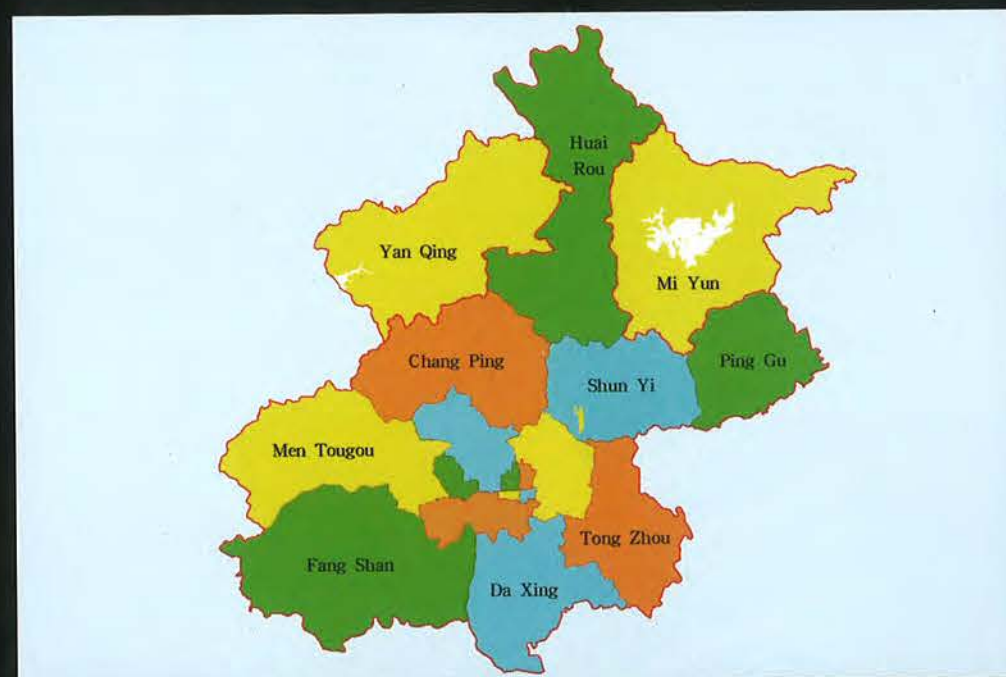 Huai
Rou
Yan Qing
Mi Yun
Chang Ping
Shun Yi
Ping Gu
Men Tougou
Fang Shan
Da Xing
Tong Zhou